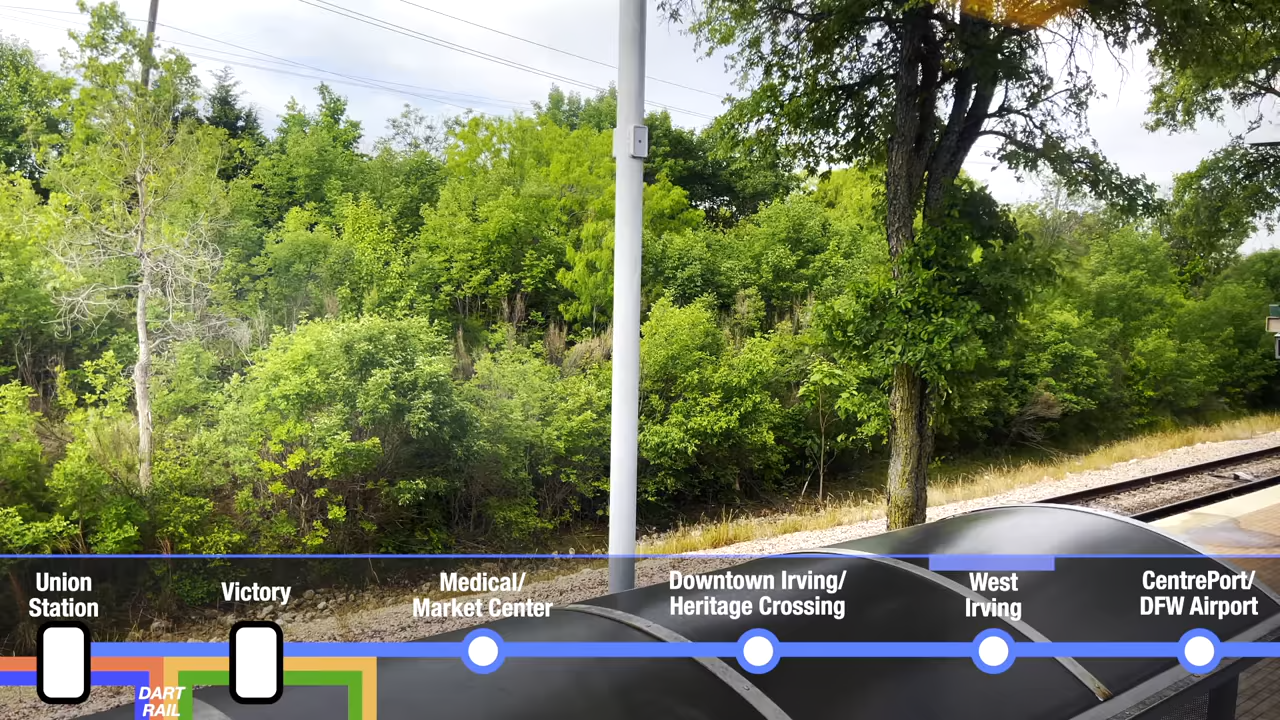 Union
Station
Victory
Medical/
Market Center
Downtown Irving/
Heritage Crossing
West
Irving
CentrePort/
DFW Airport
DART
RAIL